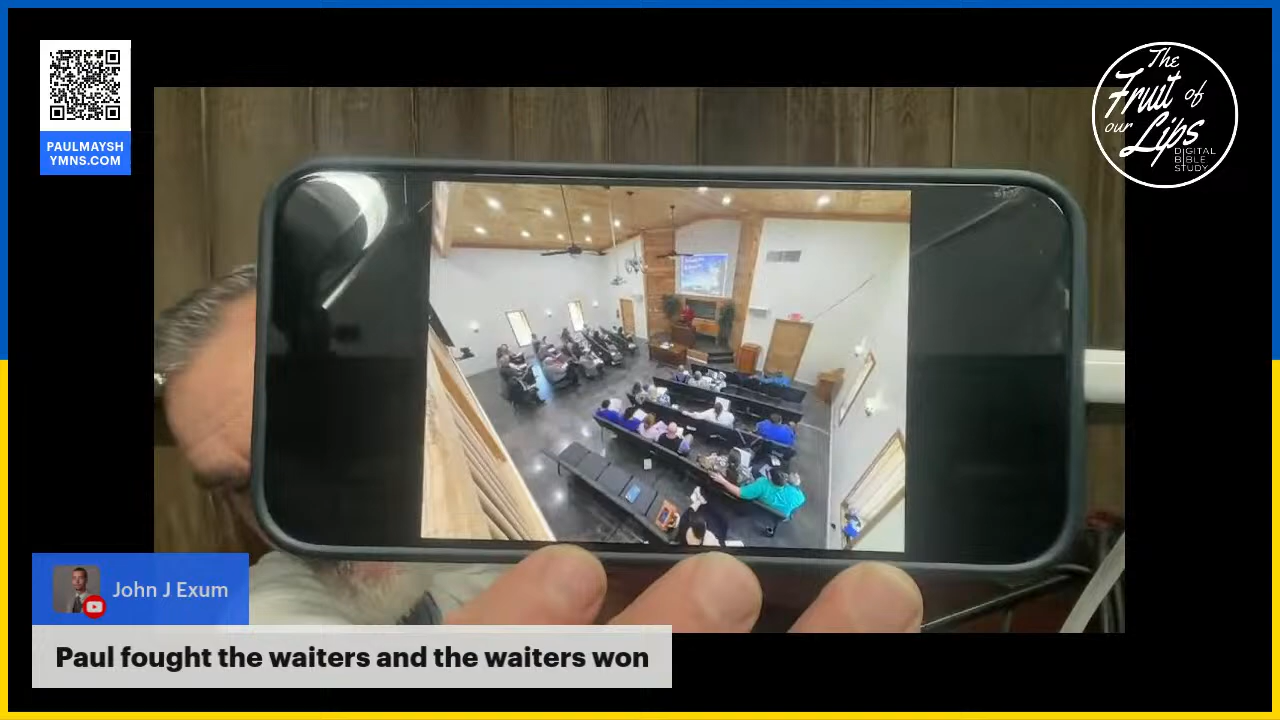 PAULMAYSH
YMNS.COM
The
Fruit of
our Lips
DIGITAL
BIBLE
STUDY
John J Exum
Paul fought the waiters and the waiters won